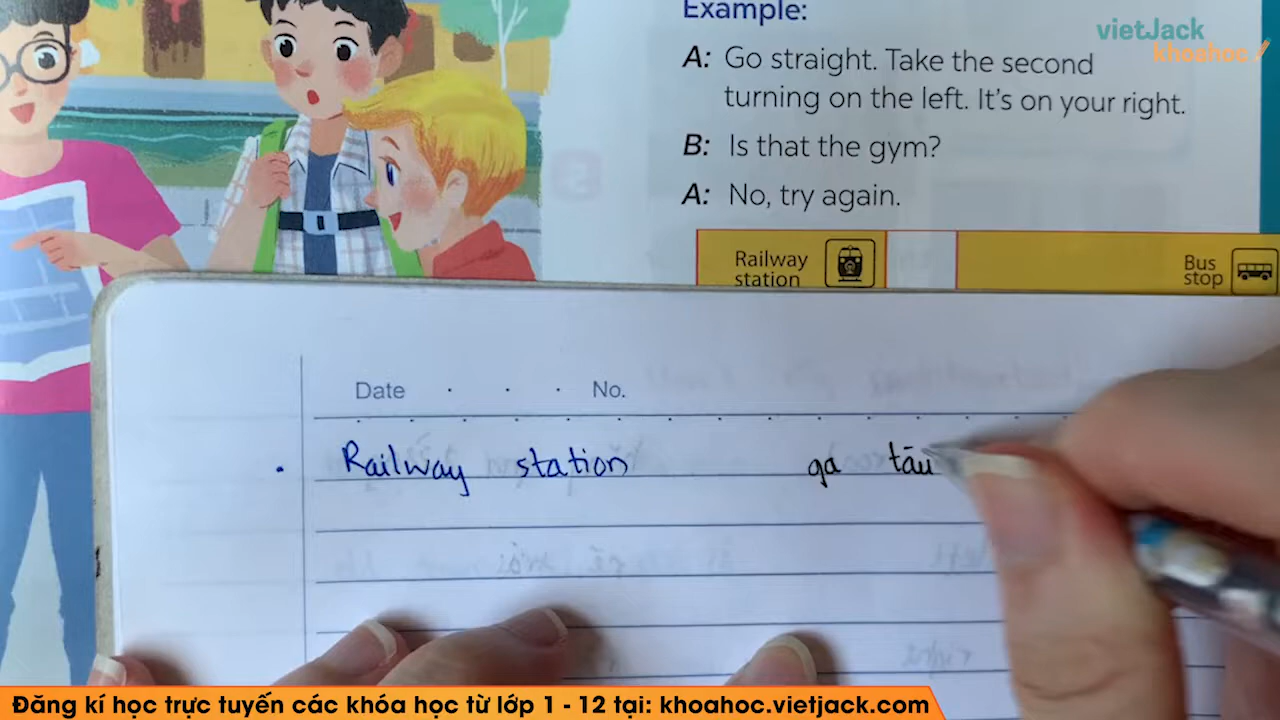 Example:
A: Go straight. Take the second
turning on the left. It's on your right.
B: Is that the gym?
A: No, try again.
vietJack
khoahoc
Railway
station
Bus
stop
Date No.
Railway station ga tàu
Đăng kí học trực tuyến các khóa học từ lớp 1 - 12 tại: khoahoc.vietjack.com